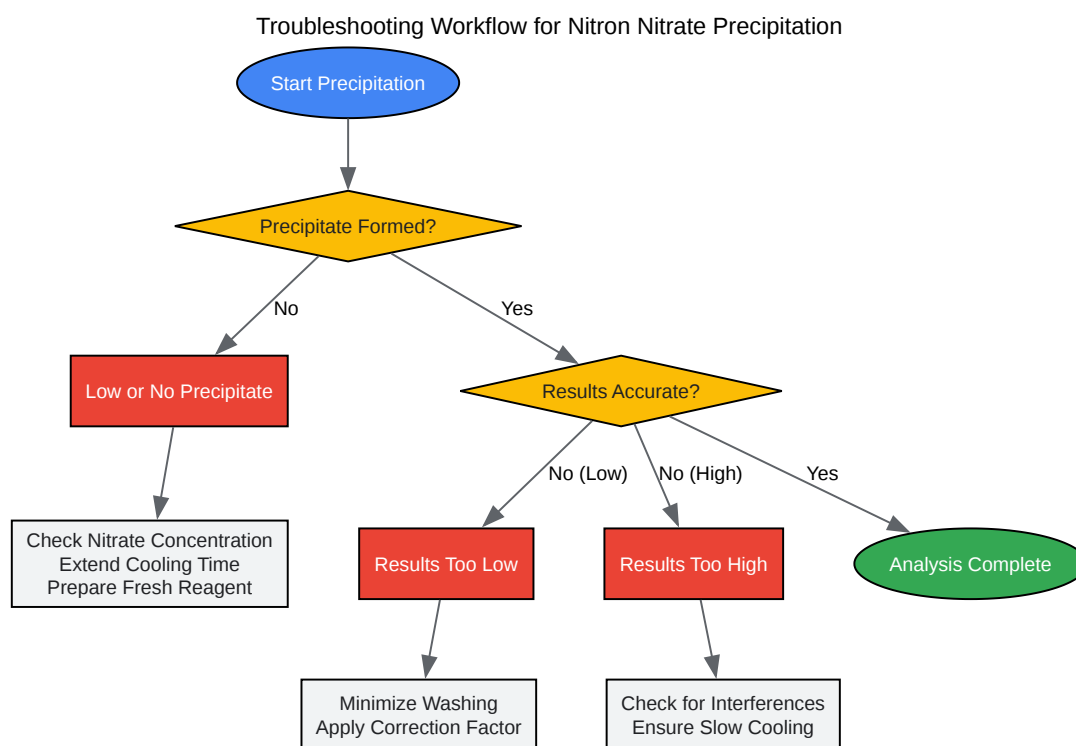 Troubleshooting Workflow for Nitron Nitrate Precipitation
Start Precipitation
Precipitate Formed?
No
Yes
Low or No Precipitate
Results Accurate?
No (Low)
No (High)
Yes
Check Nitrate Concentration
Extend Cooling Time
Prepare Fresh Reagent
Results Too Low
Results Too High
Analysis Complete
Minimize Washing
Apply Correction Factor
Check for Interferences
Ensure Slow Cooling